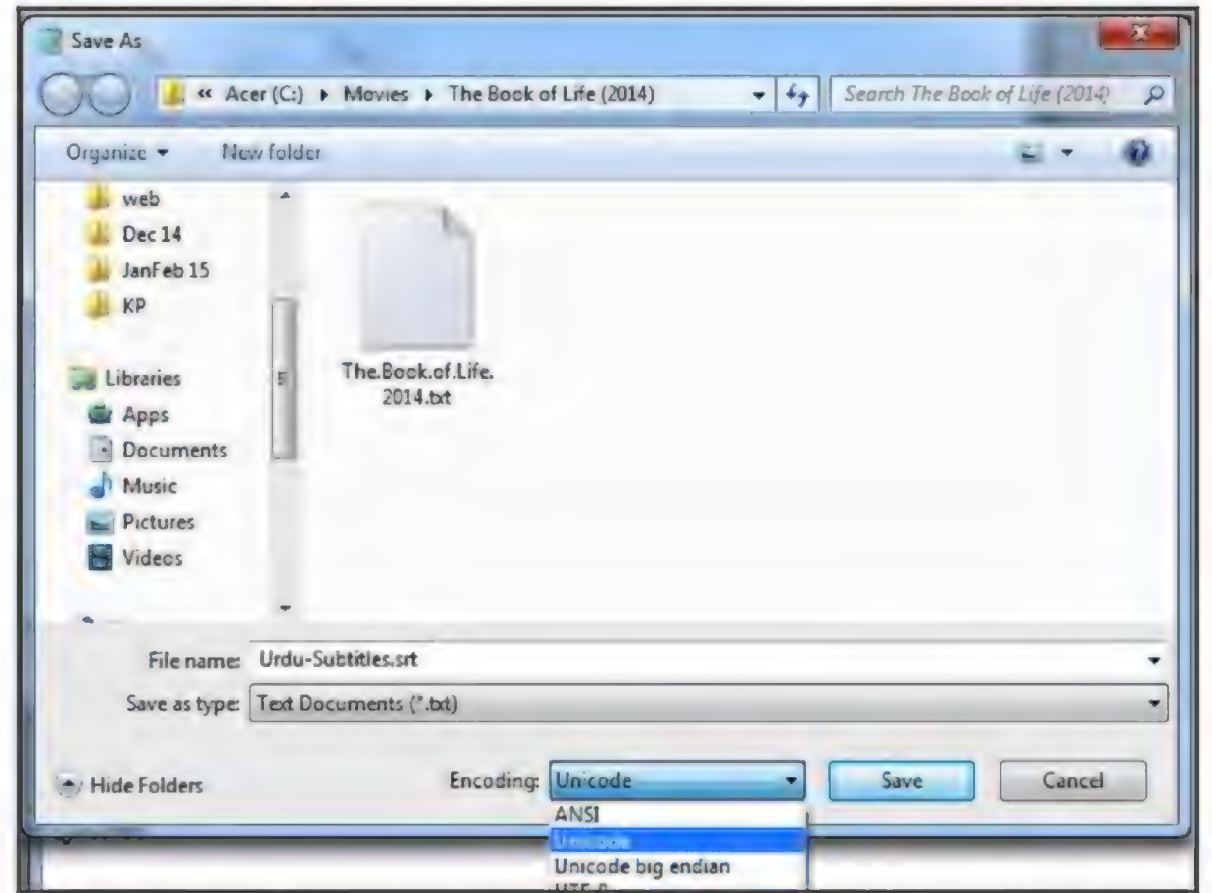 Save As
« Acer (C:) ▸ Movies ▸ The Book of Life (2014)
Search The Book of Life (2014)
Organize
New folder
web
Dec 14
JanFeb 15
KP
Libraries
Apps
Documents
Music
Pictures
Videos
The.Book.of.Life.
2014.txt
File name: Urdu-Subtitles.srt
Save as type: Text Documents (*.txt)
Hide Folders
Encoding: Unicode
Save
Cancel
ANSI
Unicode
Unicode big endian